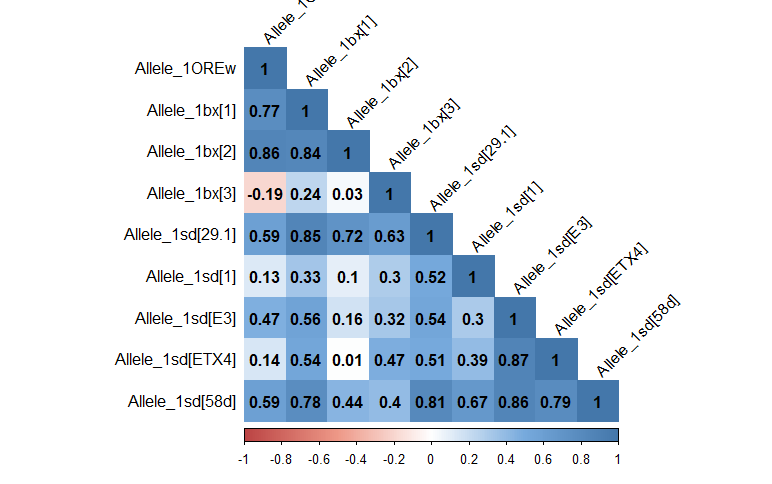 Allele_1bx[1]
Allele_1bx[2]
Allele_1bx[3]
Allele_1sd[29.1]
Allele_1sd[1]
Allele_1sd[E3]
Allele_1sd[ETX4]
Allele_1sd[58d]
Allele_1OREw 1
Allele_1bx[1] 0.77 1
Allele_1bx[2] 0.86 0.84 1
Allele_1bx[3] -0.19 0.24 0.03 1
Allele_1sd[29.1] 0.59 0.85 0.72 0.63 1
Allele_1sd[1] 0.13 0.33 0.1 0.3 0.52 1
Allele_1sd[E3] 0.47 0.56 0.16 0.32 0.54 0.3 1
Allele_1sd[ETX4] 0.14 0.54 0.01 0.47 0.51 0.39 0.87 1
Allele_1sd[58d] 0.59 0.78 0.44 0.4 0.81 0.67 0.86 0.79 1
-1 -0.8 -0.6 -0.4 -0.2 0 0.2 0.4 0.6 0.8 1